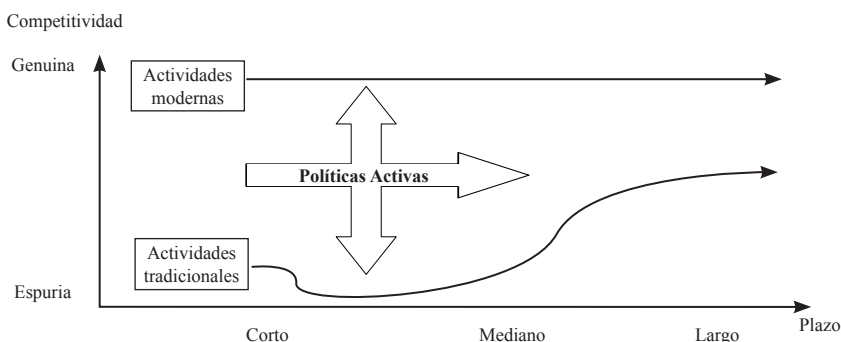 Competitividad
Genuina
Actividades
modernas
Políticas Activas
Actividades
tradicionales
Espuria
Corto
Mediano
Largo
Plazo